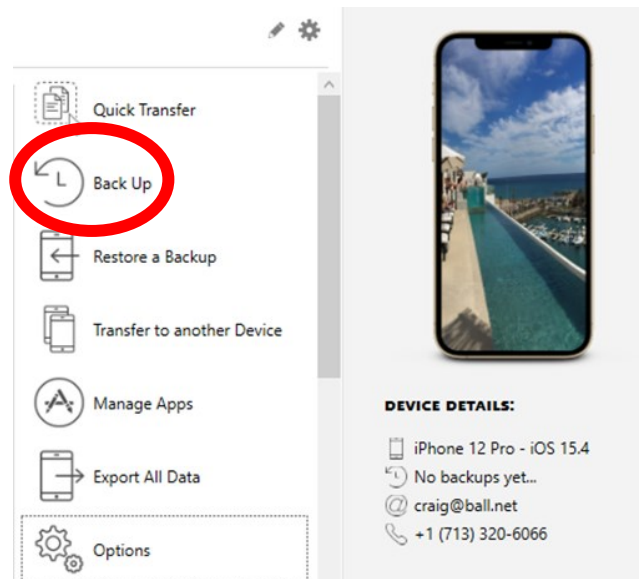 Quick Transfer
Back Up
Restore a Backup
Transfer to another Device
Manage Apps
Export All Data
Options
DEVICE DETAILS:
iPhone 12 Pro - iOS 15.4
No backups yet...
craig@ball.net
+1 (713) 320-6066